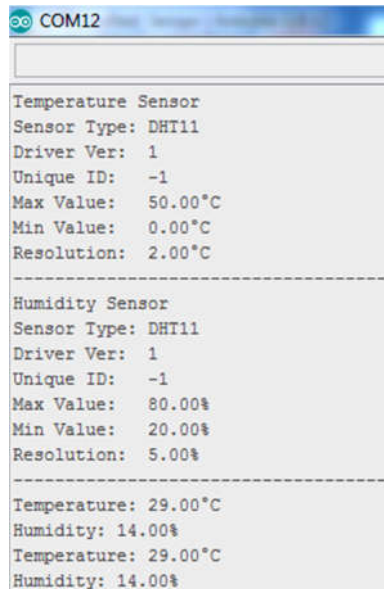 COM12
Temperature Sensor
Sensor Type: DHT11
Driver Ver:  1
Unique ID:   -1
Max Value:   50.00°C
Min Value:   0.00°C
Resolution:  2.00°C
------------------------------------
Humidity Sensor
Sensor Type: DHT11
Driver Ver:  1
Unique ID:   -1
Max Value:   80.00%
Min Value:   20.00%
Resolution:  5.00%
------------------------------------
Temperature: 29.00°C
Humidity: 14.00%
Temperature: 29.00°C
Humidity: 14.00%